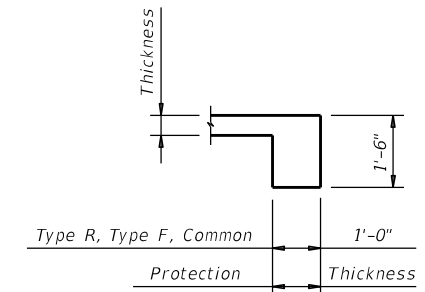 Thickness
1'-6"
Type R, Type F, Common 1'-0"
Protection Thickness